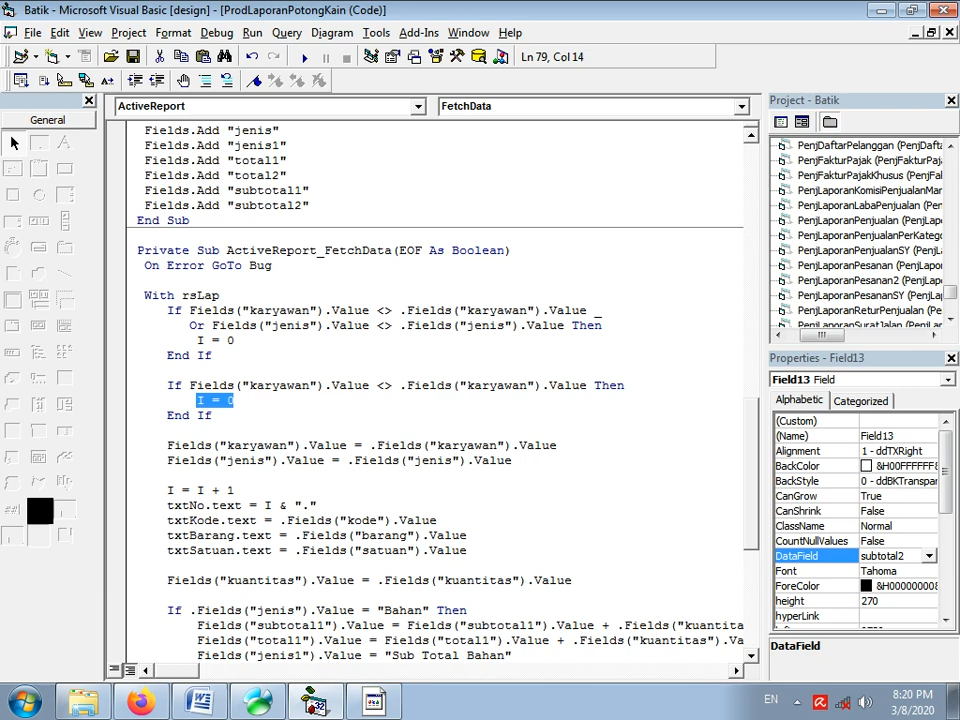 Batik - Microsoft Visual Basic [design] - [ProdLaporanPotongKain (Code)]
File Edit View Project Format Debug Run Query Diagram Tools Add-Ins Window Help
Ln 79, Col 14
General
ActiveReport
FetchData
Fields.Add "jenis"
Fields.Add "jenis1"
Fields.Add "total1"
Fields.Add "total2"
Fields.Add "subtotal1"
Fields.Add "subtotal2"
End Sub
Private Sub ActiveReport_FetchData(EOF As Boolean)
On Error GoTo Bug
With rsLap
If Fields("karyawan").Value <> .Fields("karyawan").Value _
Or Fields("jenis").Value <> .Fields("jenis").Value Then
I = 0
End If
If Fields("karyawan").Value <> .Fields("karyawan").Value Then
I = 0
End If
Fields("karyawan").Value = .Fields("karyawan").Value
Fields("jenis").Value = .Fields("jenis").Value
I = I + 1
txtNo.text = I & "."
txtKode.text = .Fields("kode").Value
txtBarang.text = .Fields("barang").Value
txtSatuan.text = .Fields("satuan").Value
Fields("kuantitas").Value = .Fields("kuantitas").Value
If .Fields("jenis").Value = "Bahan" Then
Fields("subtotal1").Value = Fields("subtotal1").Value + .Fields("kuantita
Fields("total1").Value = Fields("total1").Value + .Fields("kuantitas").Va
Fields("jenis1").Value = "Sub Total Bahan"
Project - Batik
PenjDaftarPelanggan (PenjDafta
PenjFakturPajak (PenjFakturPaja
PenjFakturPajakKhusus (PenjFak
PenjLaporanKomisiPenjualanMar
PenjLaporanLabaPenjualan (Penj
PenjLaporanPenjualan (PenjLap
PenjLaporanPenjualanPerKatego
PenjLaporanPenjualanSY (PenjL
PenjLaporanPesanan (PenjLapor
PenjLaporanPesanan2 (PenjLapo
PenjLaporanPesananSY (PenjLap
PenjLaporanReturPenjualan (Pen
PenjLaporanSuratJalan (PenjLap
Properties - Field13
Field13 Field
Alphabetic Categorized
(Custom)
(Name) Field13
Alignment 1 - ddTXRight
BackColor &H00FFFFFF&
BackStyle 0 - ddBKTranspar
CanGrow True
CanShrink False
ClassName Normal
CountNullValues False
DataField subtotal2
Font Tahoma
ForeColor &H00000000&
height 270
hyperLink
DataField
EN
8:20 PM
3/8/2020